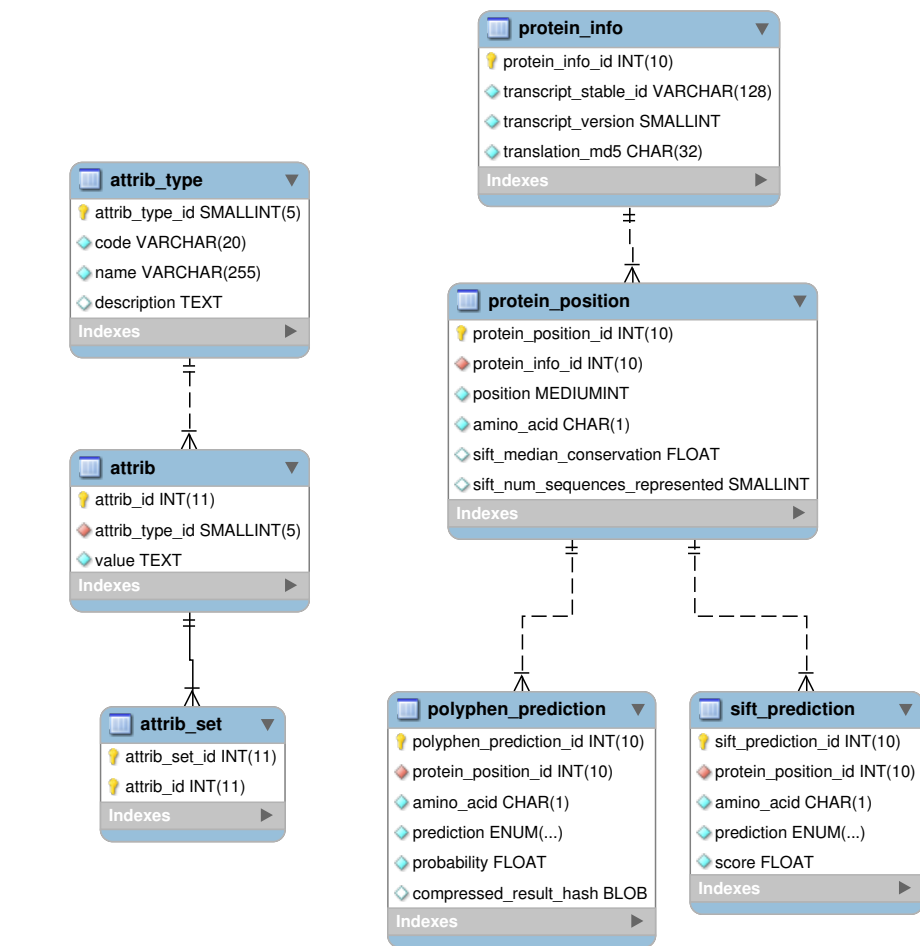 protein_info
protein_info_id INT(10)
transcript_stable_id VARCHAR(128)
transcript_version SMALLINT
translation_md5 CHAR(32)
Indexes
attrib_type
attrib_type_id SMALLINT(5)
code VARCHAR(20)
name VARCHAR(255)
description TEXT
Indexes
protein_position
protein_position_id INT(10)
protein_info_id INT(10)
position MEDIUMINT
amino_acid CHAR(1)
sift_median_conservation FLOAT
sift_num_sequences_represented SMALLINT
Indexes
attrib
attrib_id INT(11)
attrib_type_id SMALLINT(5)
value TEXT
Indexes
attrib_set
attrib_set_id INT(11)
attrib_id INT(11)
Indexes
polyphen_prediction
polyphen_prediction_id INT(10)
protein_position_id INT(10)
amino_acid CHAR(1)
prediction ENUM(...)
probability FLOAT
compressed_result_hash BLOB
Indexes
sift_prediction
sift_prediction_id INT(10)
protein_position_id INT(10)
amino_acid CHAR(1)
prediction ENUM(...)
score FLOAT
Indexes